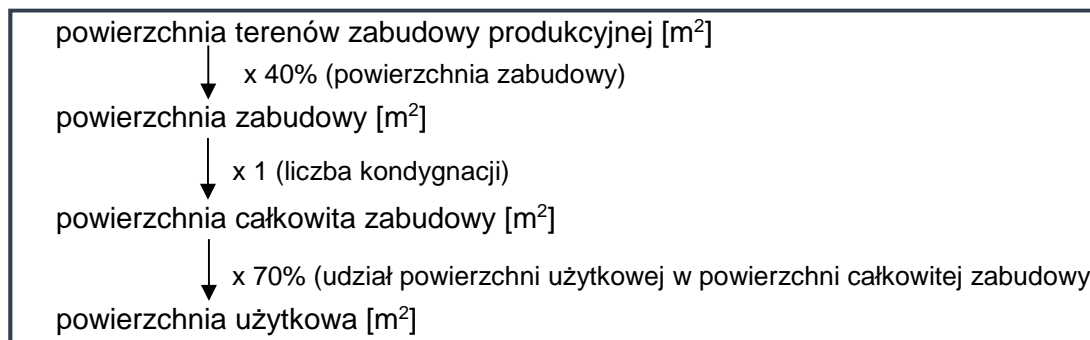 powierzchnia terenów zabudowy produkcyjnej [m²]
x 40% (powierzchnia zabudowy)
powierzchnia zabudowy [m²]
x 1 (liczba kondygnacji)
powierzchnia całkowita zabudowy [m²]
x 70% (udział powierzchni użytkowej w powierzchni całkowitej zabudowy
powierzchnia użytkowa [m²]